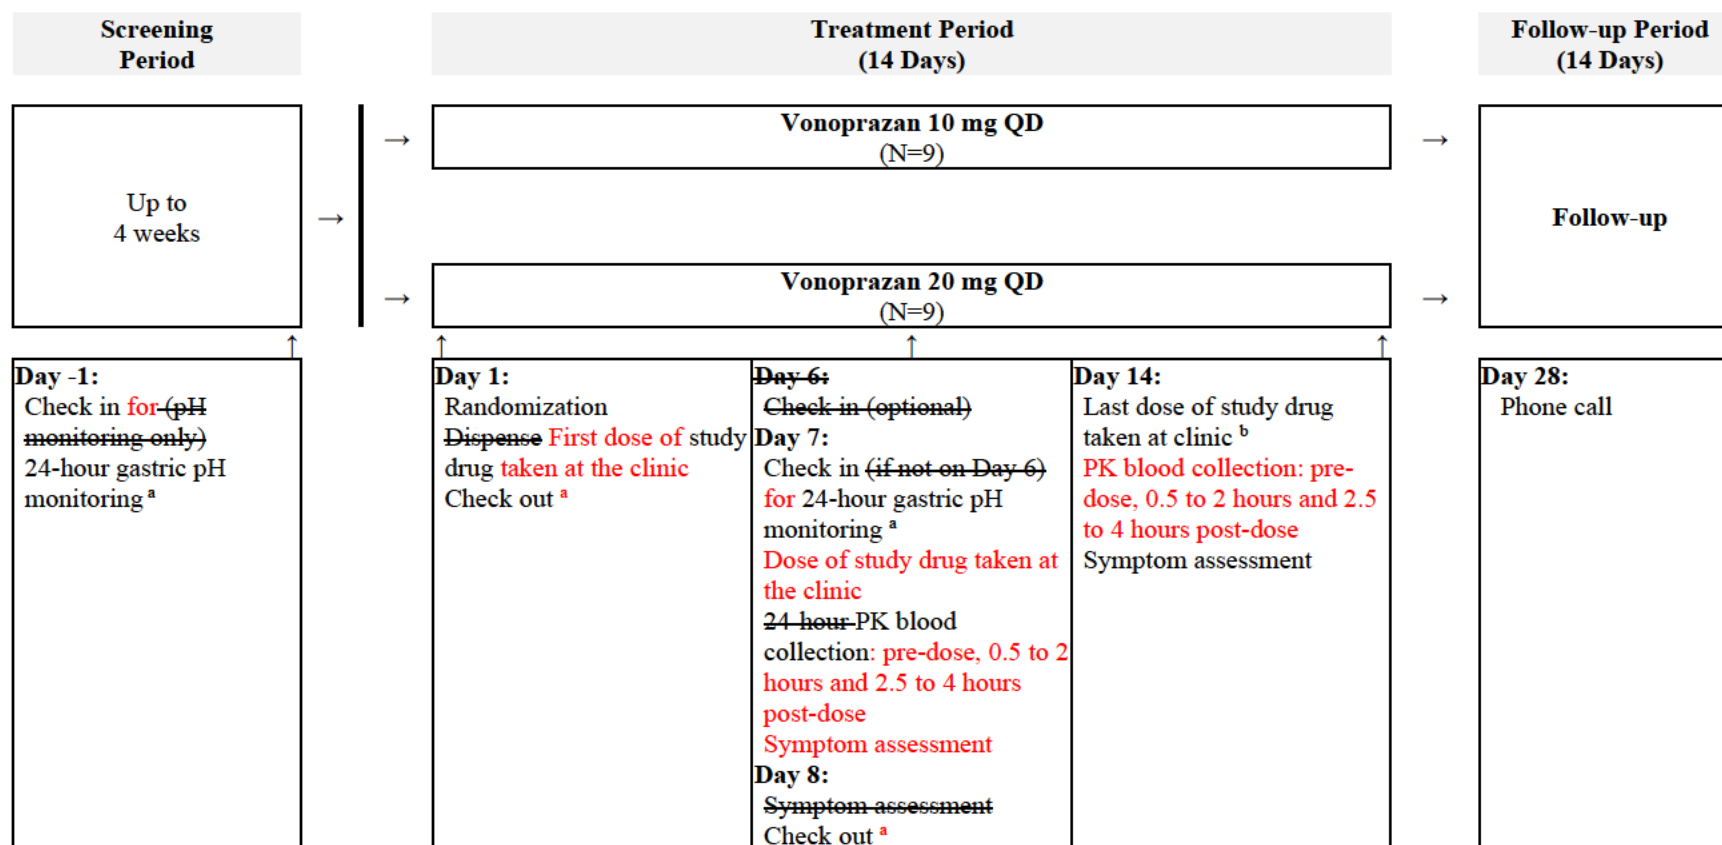 Screening
Period
Treatment Period
(14 Days)
Follow-up Period
(14 Days)
Up to
4 weeks
→
→
Vonoprazan 10 mg QD
(N=9)
→
→
Vonoprazan 20 mg QD
(N=9)
→
Follow-up
↑
↑
↑
↑
Day -1:
Check in for (pH
monitoring only)
24-hour gastric pH
monitoring a
Day 1:
Randomization
Dispense First dose of study
drug taken at the clinic
Check out a
Day 6:
Check in (optional)
Day 7:
Check in (if not on Day 6)
for 24-hour gastric pH
monitoring a
Dose of study drug taken at
the clinic
24-hour PK blood
collection: pre-dose, 0.5 to 2
hours and 2.5 to 4 hours
post-dose
Symptom assessment
Day 8:
Symptom assessment
Check out a
Day 14:
Last dose of study drug
taken at clinic b
PK blood collection: pre-
dose, 0.5 to 2 hours and 2.5
to 4 hours post-dose
Symptom assessment
Day 28:
Phone call